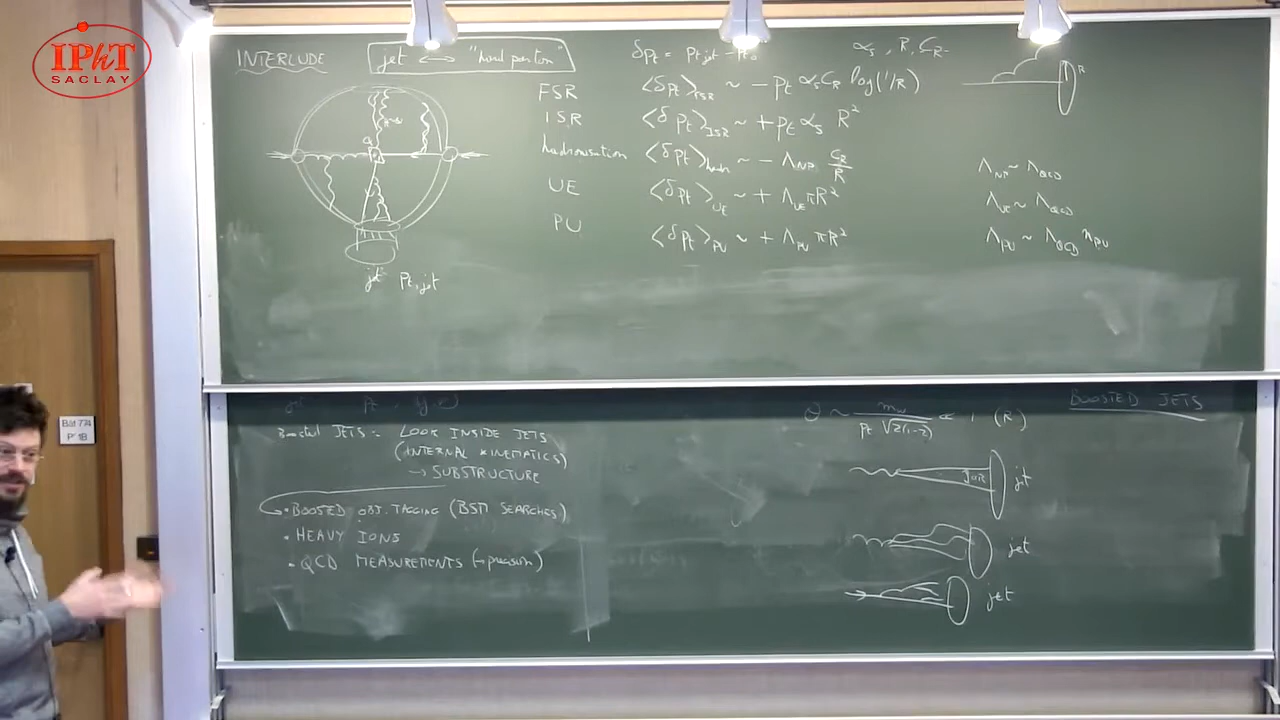 IPhT
SACLAY
INTERLUDE
jet ↔ "hard parton"
δpt = pt,jet - pt0
αs, R, CR
FSR <δpt>FSR ~ - pt αs CR log(1/R)
R
ISR <δpt>ISR ~ + pt αs R²
hadronisation <δpt>hadr ~ - ΛNP CR/R
ΛNP ~ ΛQCD
UE <δpt>UE ~ + ΛUE πR²
ΛUE ~ ΛQCD
PU <δpt>PU ~ + ΛPU πR²
ΛPU ~ ΛQCD nPU
jet pt,jet
jet pt,
Boosted JETS: LOOK INSIDE JETS
(INTERNAL KINEMATICS)
→ SUBSTRUCTURE
• BOOSTED OBJ. TAGGING (BSM SEARCHES)
• HEAVY IONS
• QCD MEASUREMENTS (→ precision)
θ ~ mW / pt √z(1-z) ≪ 1 (R)
BOOSTED JETS
jet
jet
jet
Bât 774
P 1B